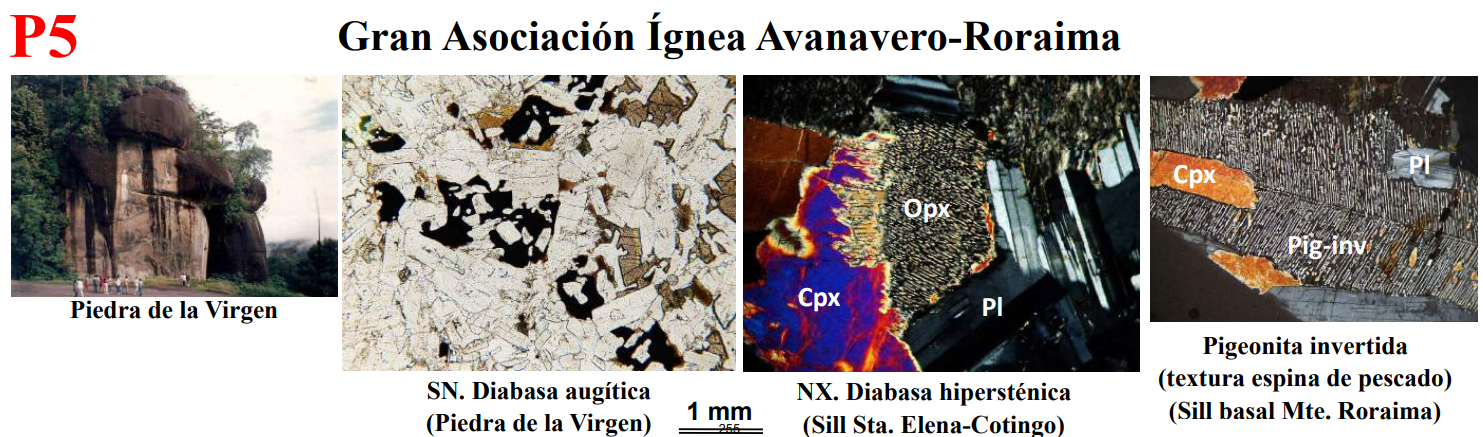 P5
Gran Asociación Ígnea Avanavero-Roraima
Piedra de la Virgen
SN. Diabasa augítica
(Piedra de la Virgen)
1 mm
255
Cpx
Opx
Pl
NX. Diabasa hipersténica
(Sill Sta. Elena-Cotingo)
Cpx
Pl
Pig-inv
Pigeonita invertida
(textura espina de pescado)
(Sill basal Mte. Roraima)